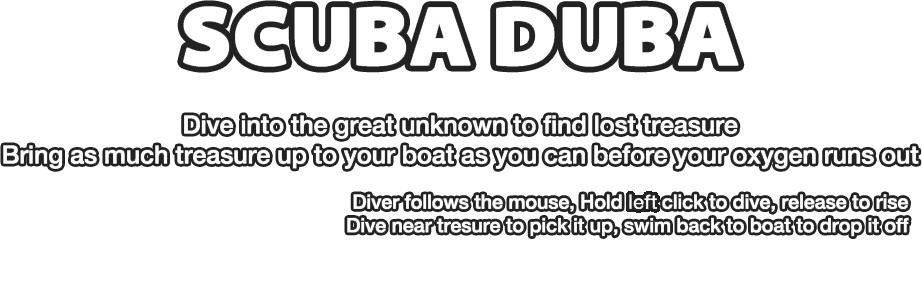 SCUBA DUBA
Dive into the great unknown to find lost treasure
Bring as much treasure up to your boat as you can before your oxygen runs out
Diver follows the mouse, Hold left click to dive, release to rise
Dive near tresure to pick it up, swim back to boat to drop it off